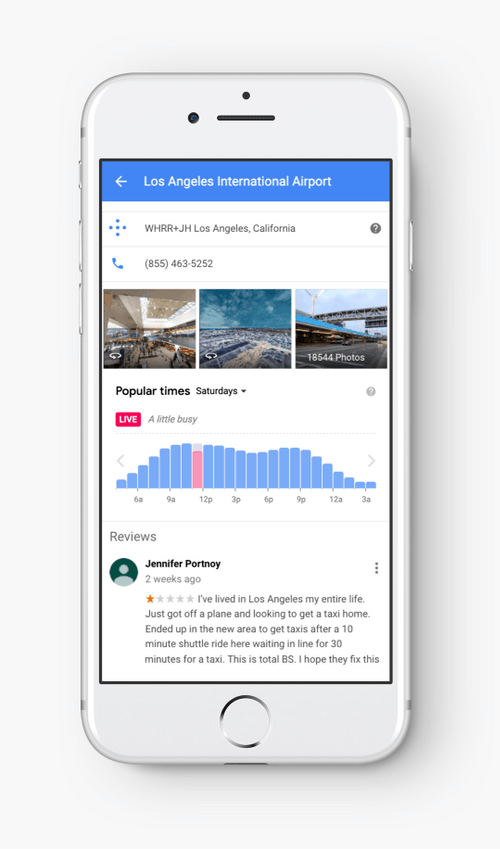 Los Angeles International Airport
WHRR+JH Los Angeles, California
(855) 463-5252
18544 Photos
Popular times Saturdays
LIVE A little busy
6a 9a 12p 3p 6p 9p 12a 3a
Reviews
Jennifer Portnoy
2 weeks ago
I've lived in Los Angeles my entire life.
Just got off a plane and looking to get a taxi home.
Ended up in the new area to get taxis after a 10
minute shuttle ride here waiting in line for 30
minutes for a taxi. This is total BS. I hope they fix this